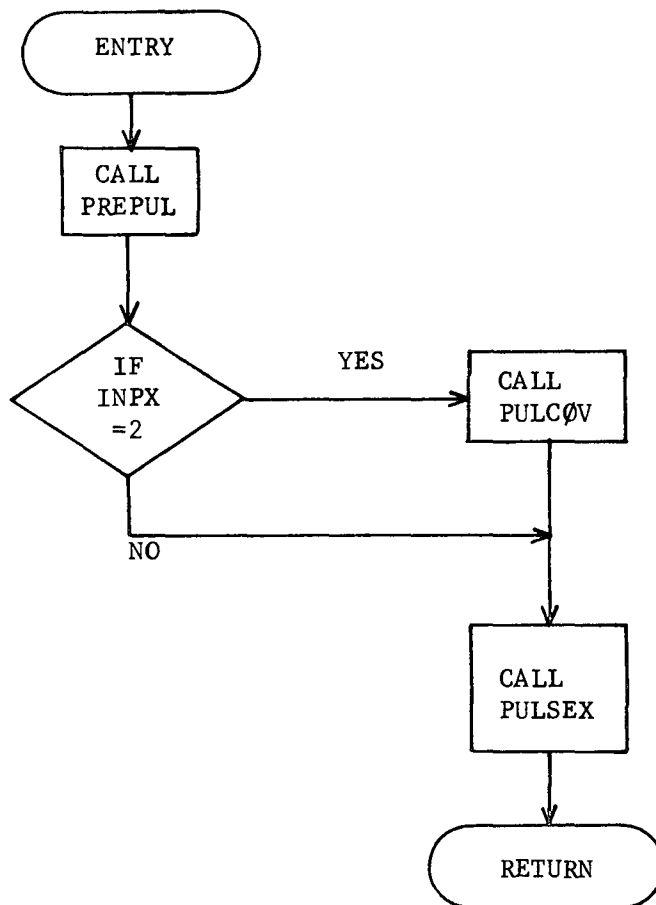 ENTRY
CALL
PREPUL
IF
INPX
=2
YES
CALL
PULCØV
NO
CALL
PULSEX
RETURN